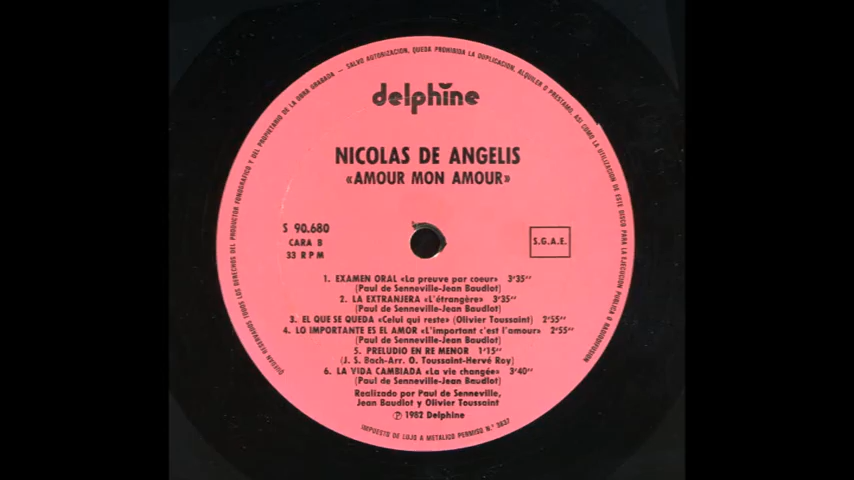 QUEDAN RESERVADOS TODOS LOS DERECHOS DEL PRODUCTOR FONOGRAFICO Y DEL PROPIETARIO DE LA OBRA GRABADA — SALVO AUTORIZACION, QUEDA PROHIBIDA LA DUPLICACION, ALQUILER O PRESTAMO, ASI COMO LA UTILIZACION DE ESTE DISCO PARA LA EJECUCION PUBLICA O RADIODIFUSION
delphine
NICOLAS DE ANGELIS
«AMOUR MON AMOUR»
S 90.680
CARA B
33 RPM
S.G.A.E.
1. EXAMEN ORAL «La preuve par coeur» 3'35''
(Paul de Senneville-Jean Baudlot)
2. LA EXTRANJERA «L'étrangère» 3'35''
(Paul de Senneville-Jean Baudlot)
3. EL QUE SE QUEDA «Celui qui reste» (Olivier Toussaint) 2'55''
4. LO IMPORTANTE ES EL AMOR «L'important c'est l'amour» 2'55''
(Paul de Senneville-Jean Baudlot)
5. PRELUDIO EN RE MENOR 1'15''
(J. S. Bach-Arr. O. Toussaint-Hervé Roy)
6. LA VIDA CAMBIADA «La vie changée» 3'40''
(Paul de Senneville-Jean Baudlot)
Realizado por Paul de Senneville,
Jean Baudlot y Olivier Toussaint
Ⓟ 1982 Delphine
IMPUESTO DE LUJO A METALICO PERMISO N.º 3837